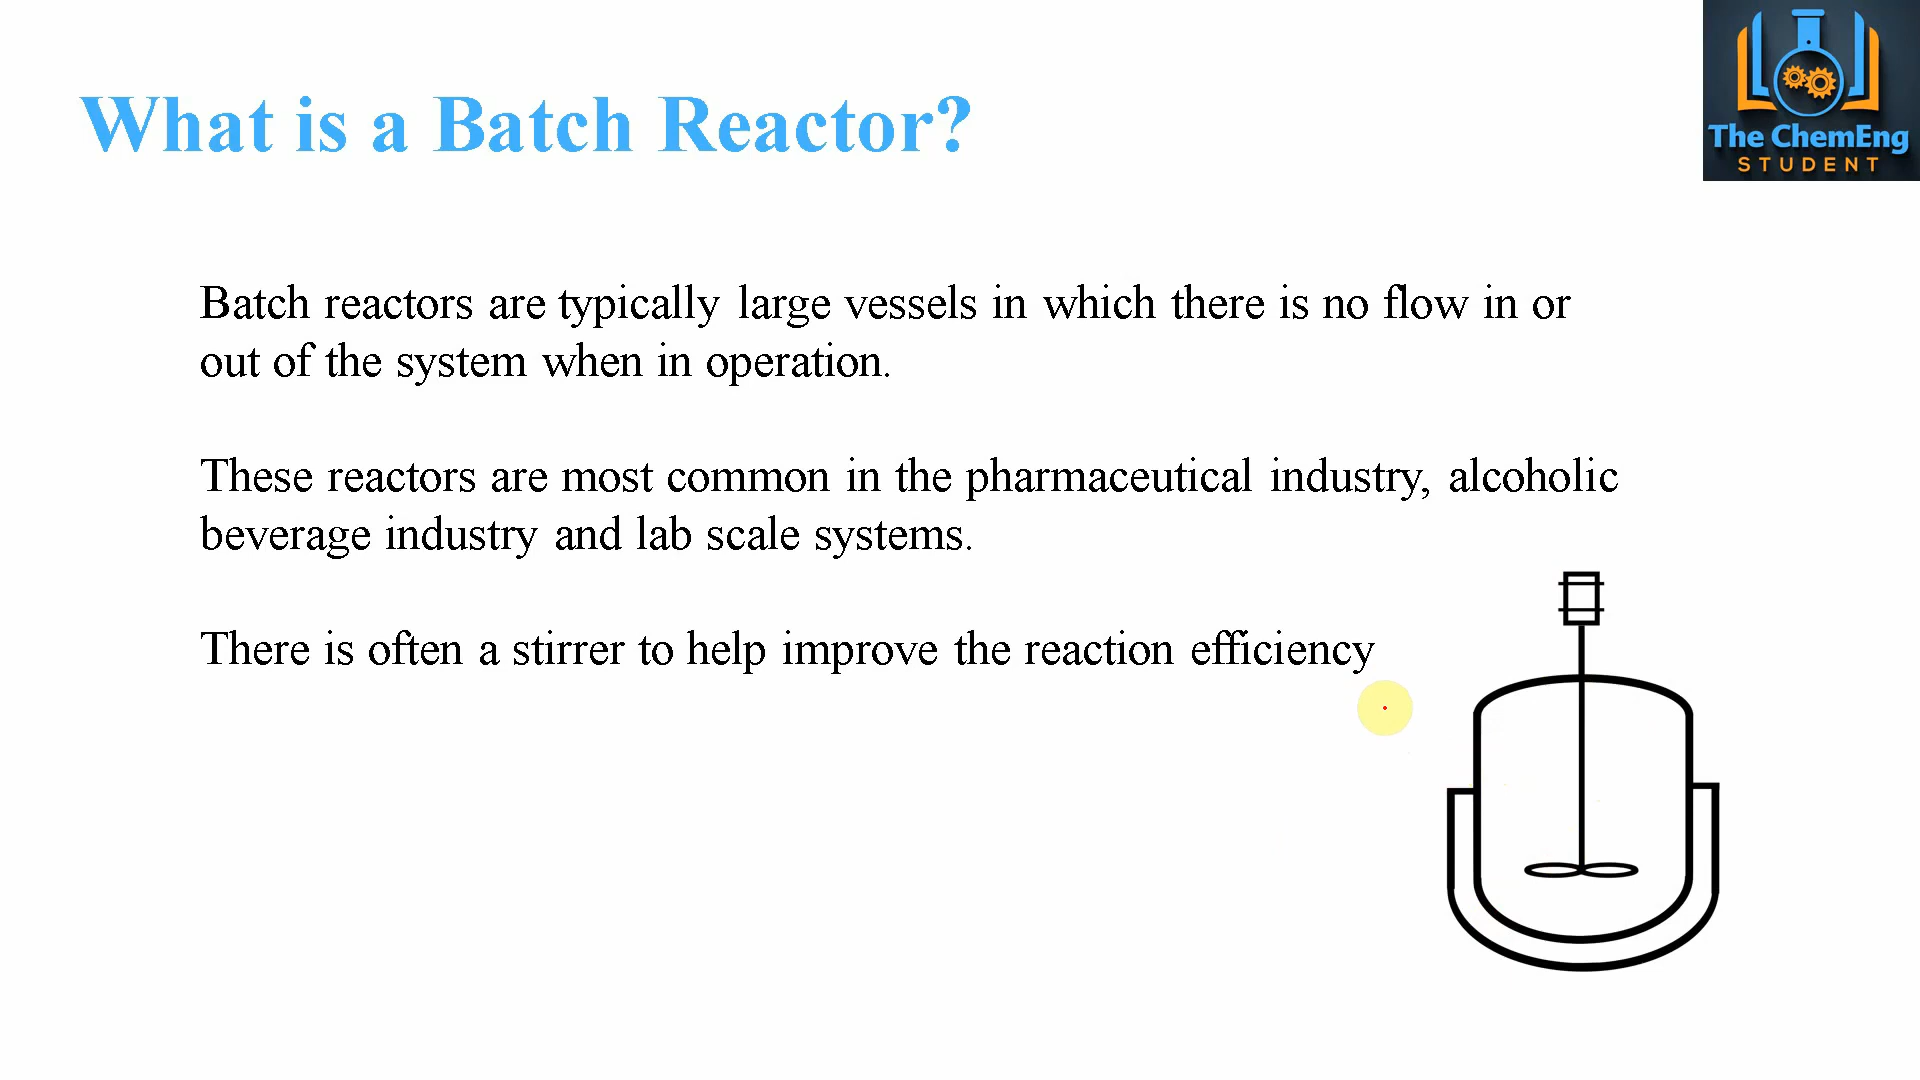 What is a Batch Reactor?
The ChemEng
STUDENT
Batch reactors are typically large vessels in which there is no flow in or
out of the system when in operation.
These reactors are most common in the pharmaceutical industry, alcoholic
beverage industry and lab scale systems.
There is often a stirrer to help improve the reaction efficiency